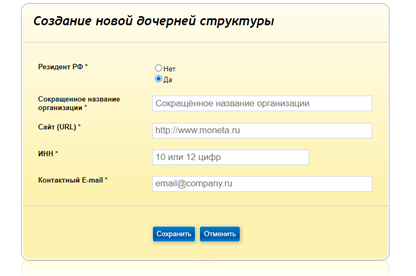 Создание новой дочерней структуры
Резидент РФ *
Нет
Да
Сокращенное название
организации *
Сокращённое название организации
Сайт (URL) *
http://www.moneta.ru
ИНН *
10 или 12 цифр
Контактный E-mail *
email@company.ru
Сохранить Отменить